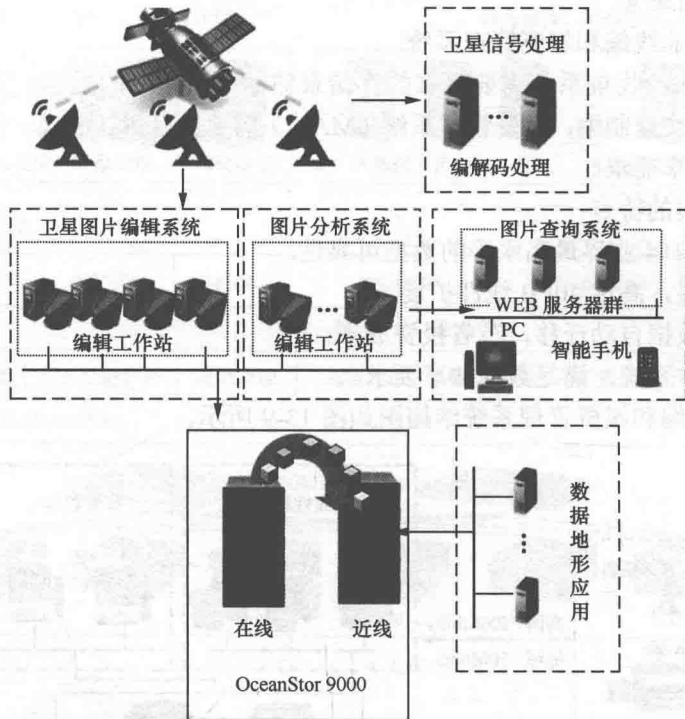 卫星信号处理
编解码处理
卫星图片编辑系统
编辑工作站
图片分析系统
编辑工作站
图片查询系统
WEB 服务器群
PC
智能手机
在线
近线
OceanStor 9000
数据地形应用